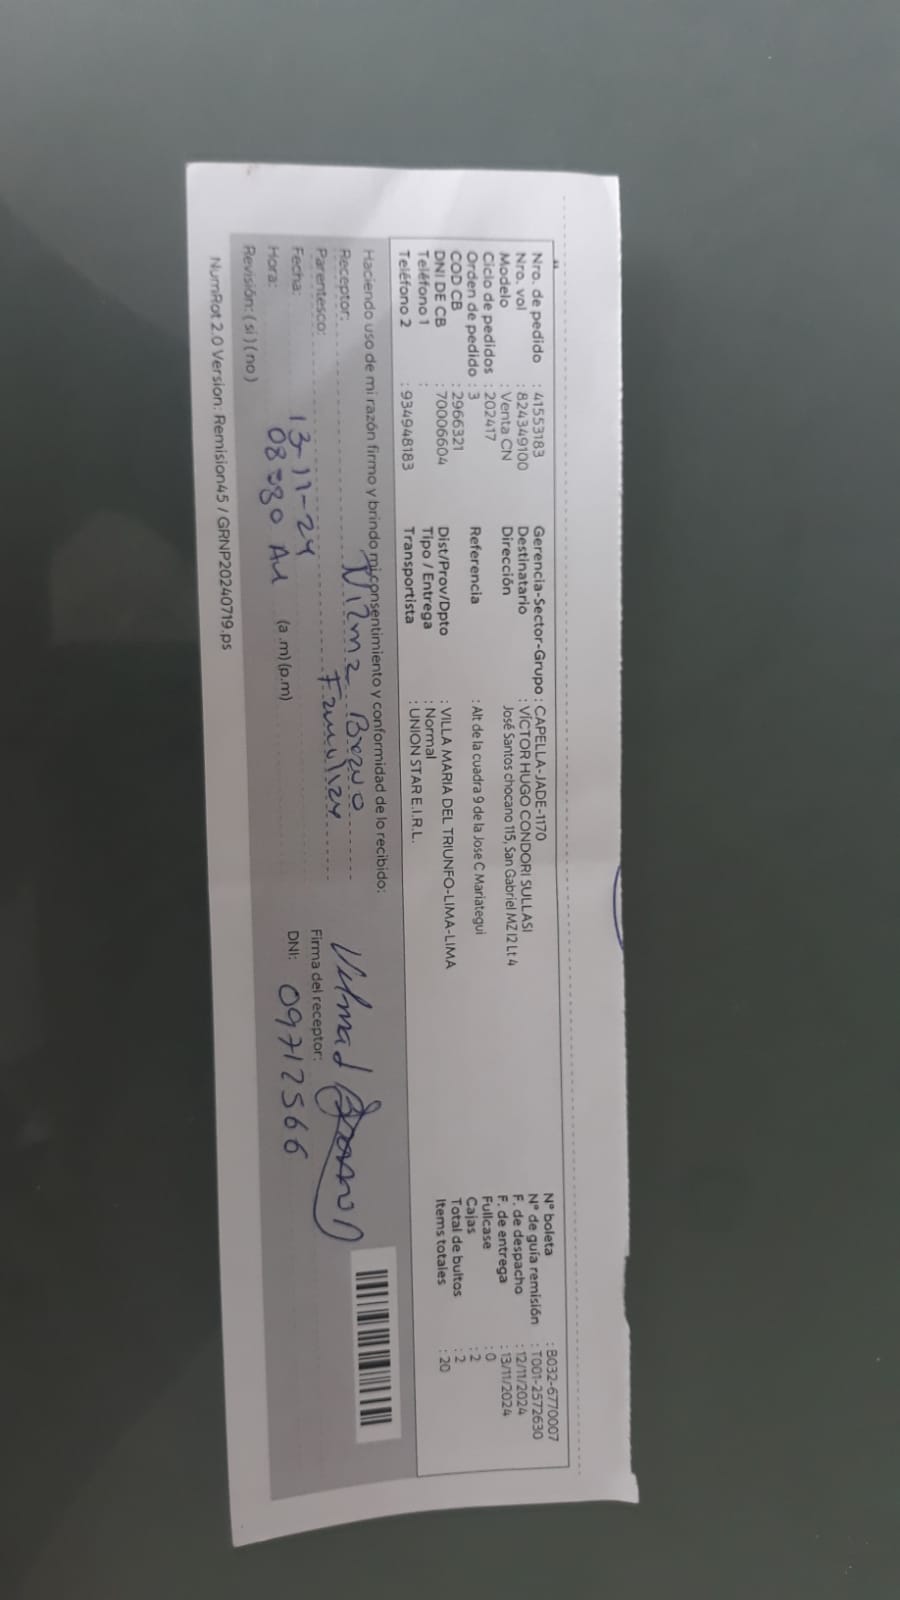 Nro. de pedido : 41553183 Gerencia-Sector-Grupo : CAPELLA-JADE-1170 N° boleta : B032-6770007
Nro. vol : 824349100 Destinatario : VÍCTOR HUGO CONDORI SULLASI N° de guía remisión : T001-2572630
Modelo : Venta CN Dirección José Santos chocano 115, San Gabriel MZ I2 Lt 4 F. de despacho : 12/11/2024
Ciclo de pedidos : 202417 F. de entrega : 13/11/2024
Orden de pedido : 3 Referencia : Alt de la cuadra 9 de la Jose C Mariategui Fullcase : 0
COD CB : 2966321 Cajas : 2
DNI DE CB : 70006604 Dist/Prov/Dpto : VILLA MARIA DEL TRIUNFO-LIMA-LIMA Total de bultos : 2
Teléfono 1 : Tipo / Entrega : Normal Items totales : 20
Teléfono 2 : 934948183 Transportista : UNION STAR E.I.R.L.
Haciendo uso de mi razón firmo y brindo mi consentimiento y conformidad de lo recibido:
Receptor:
Parentesco: Familiar Firma del receptor:
Fecha: 13-11-24 DNI: 09712566
Hora: (a .m) (p.m)
Revisión: ( si ) ( no )
NumRot 2.0 Version: Remision45 / GRNP20240719.ps